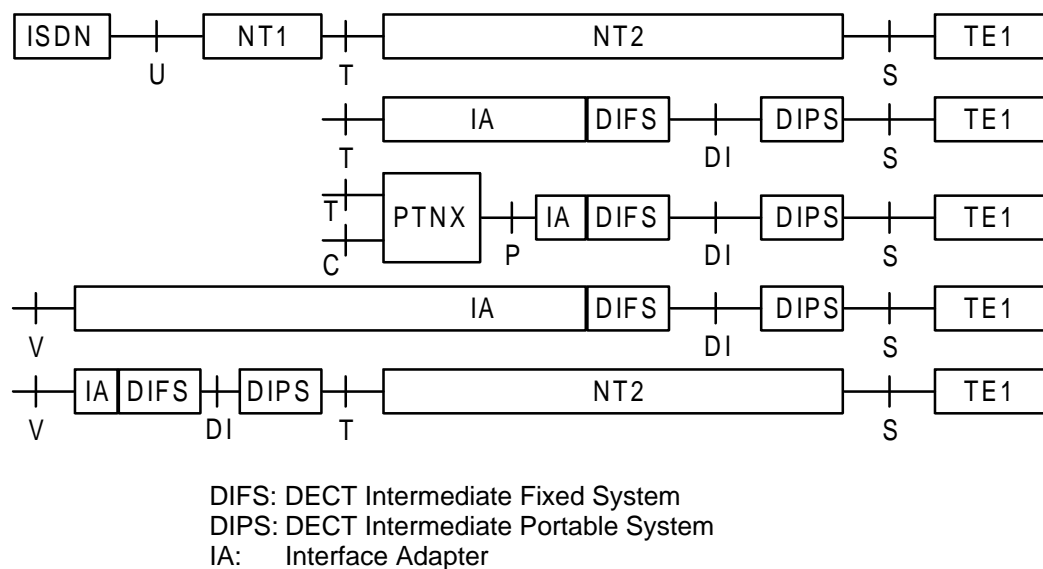 ISDN NT1 NT2 TE1
U T S
IA DIFS DIPS TE1
T DI S
T PTNX IA DIFS DIPS TE1
C P DI S
IA DIFS DIPS TE1
V DI S
IA DIFS DIPS NT2 TE1
V DI T S
DIFS: DECT Intermediate Fixed System
DIPS: DECT Intermediate Portable System
IA: Interface Adapter